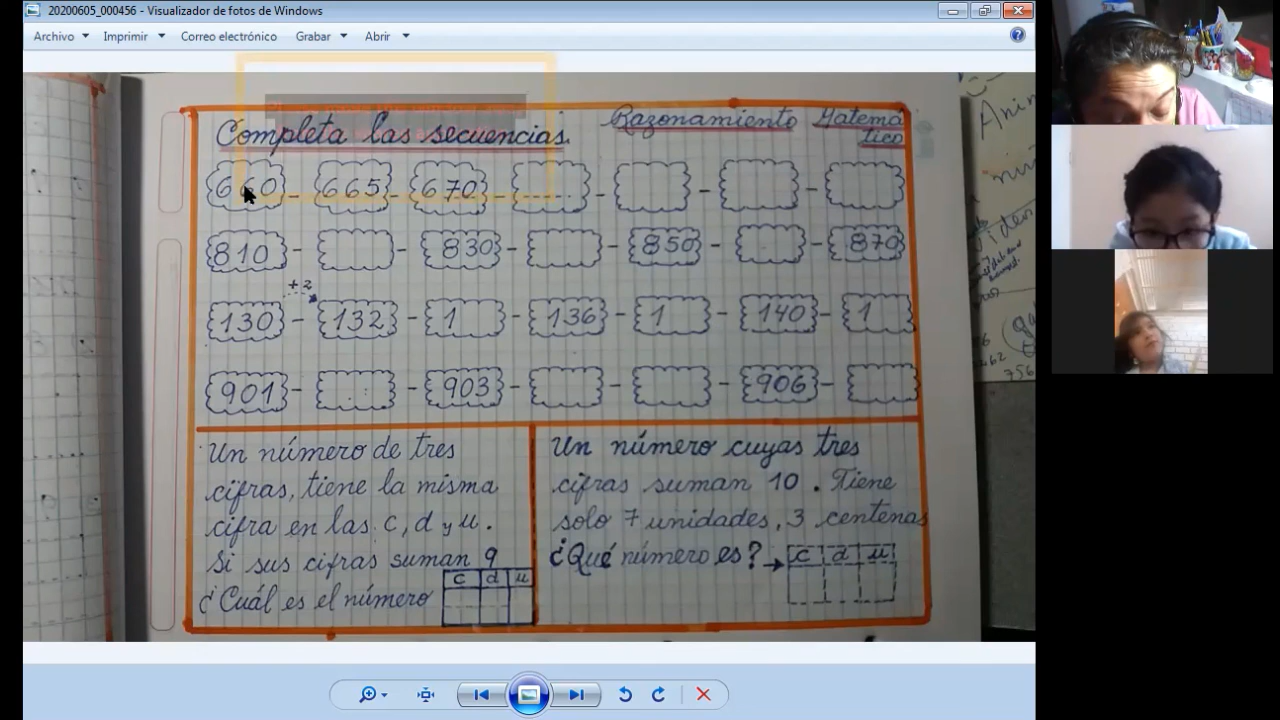 20200605_000456 - Visualizador de fotos de Windows
Archivo Imprimir Correo electrónico Grabar Abrir
Completa las secuencias. Razonamiento Matemá
tico
660 - 665 - 670 - - - -
810 - - 830 - - 850 - - 870
+2
130 - 132 - 1 - 136 - 1 - 140 - 1
901 - - 903 - - - 906 -
Un número de tres
cifras, tiene la misma
cifra en las c, d y u.
Si sus cifras suman 9
¿Cuál es el número
c d u
Un número cuyas tres
cifras suman 10. Tiene
solo 7 unidades, 3 centenas
¿Qué número es? →
c d u